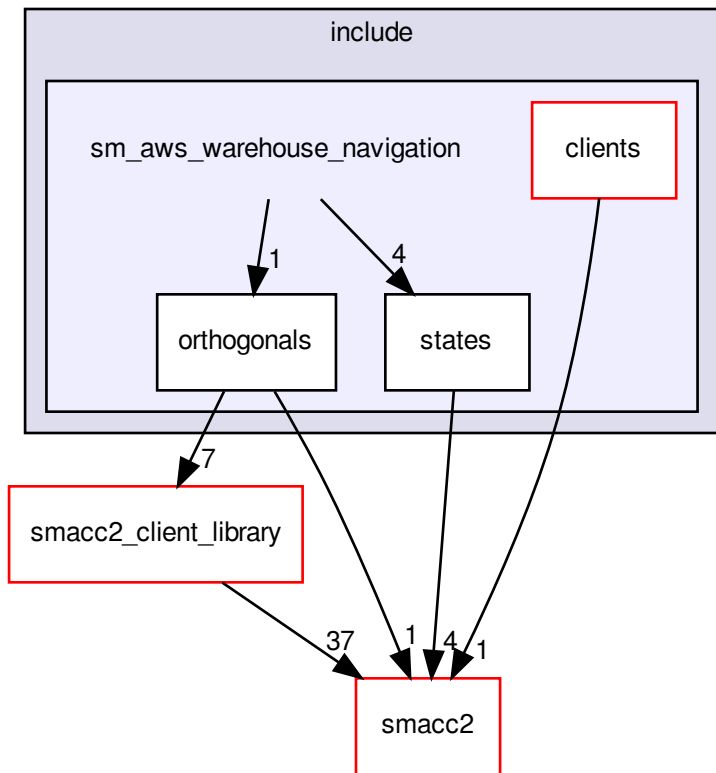 include
sm_aws_warehouse_navigation
clients
1
4
orthogonals
states
7
smacc2_client_library
37
1
4
1
smacc2